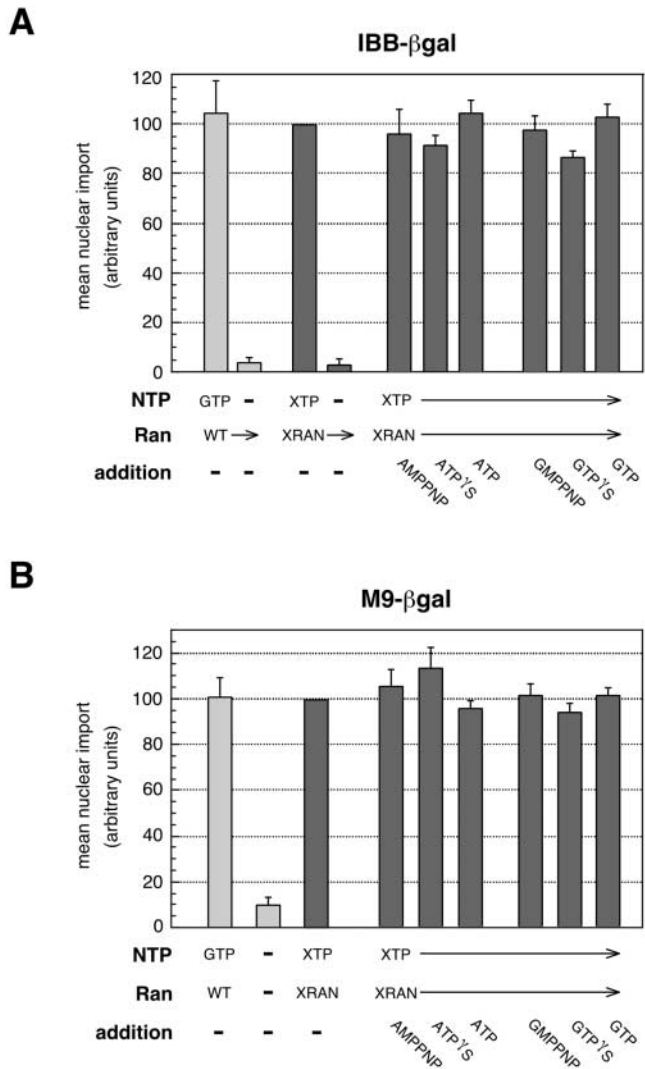 A
IBB-βgal
mean nuclear import
(arbitrary units)
120
100
80
60
40
20
0
NTP GTP - XTP - XTP
Ran WT XRAN XRAN
addition - - - - AMPPNP ATPγS ATP GMPPNP GTPγS GTP
B
M9-βgal
mean nuclear import
(arbitrary units)
120
100
80
60
40
20
0
NTP GTP - XTP XTP
Ran WT - XRAN XRAN
addition - - - AMPPNP ATPγS ATP GMPPNP GTPγS GTP